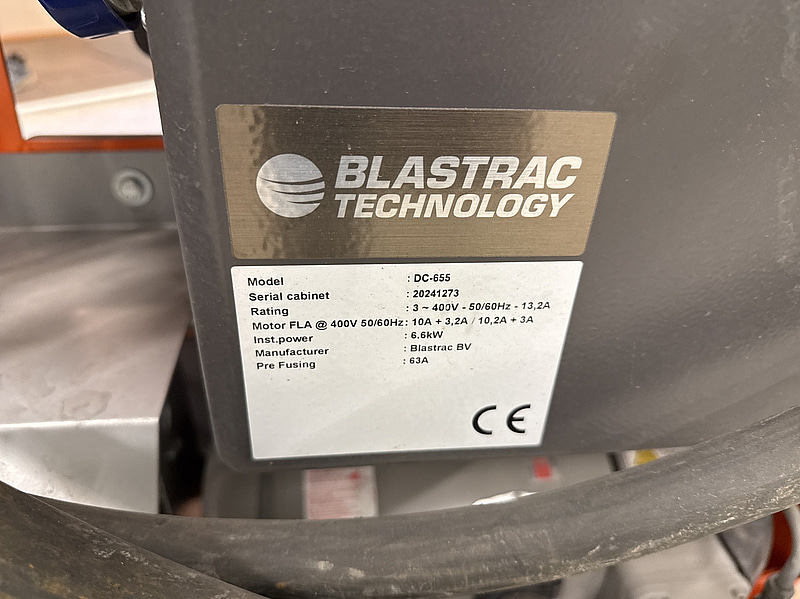 BLASTRAC
TECHNOLOGY
Model : DC-655
Serial cabinet : 20241273
Rating : 3 ~ 400V - 50/60Hz - 13,2A
Motor FLA @ 400V 50/60Hz : 10A + 3,2A / 10,2A + 3A
Inst.power : 6.6kW
Manufacturer : Blastrac BV
Pre Fusing : 63A
CE